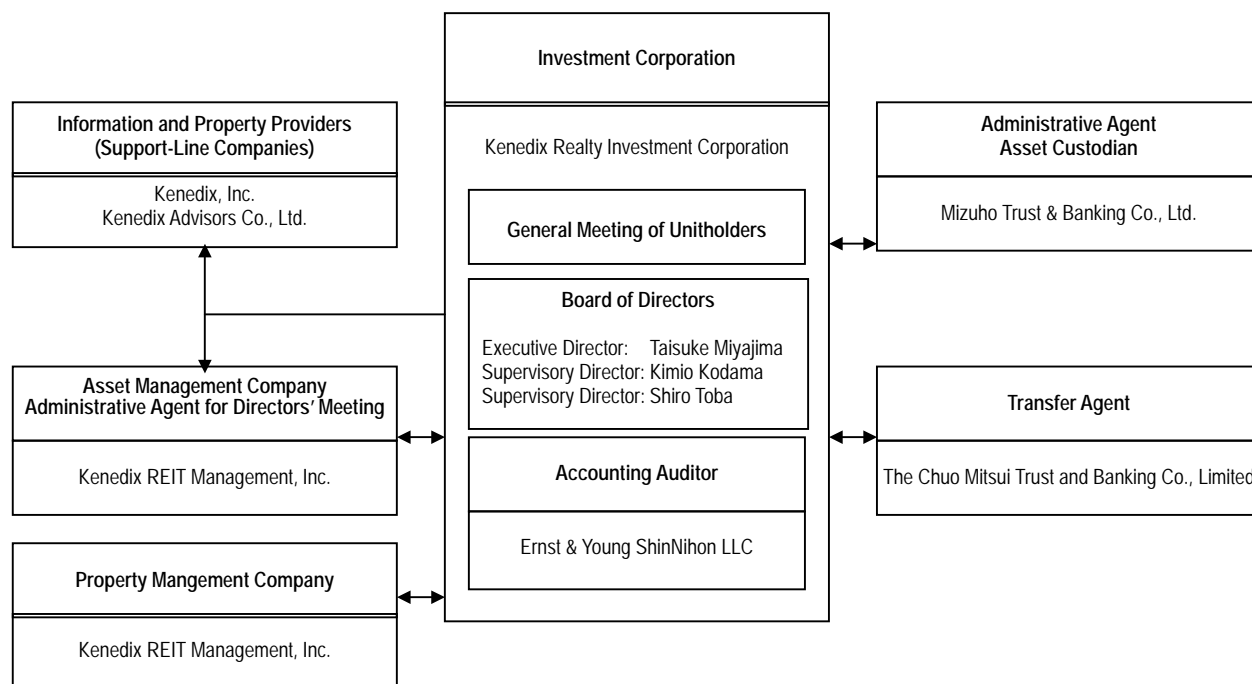 Investment Corporation
Kenedix Realty Investment Corporation
General Meeting of Unitholders
Board of Directors
Executive Director: Taisuke Miyajima
Supervisory Director: Kimio Kodama
Supervisory Director: Shiro Toba
Accounting Auditor
Ernst & Young ShinNihon LLC
Information and Property Providers
(Support-Line Companies)
Kenedix, Inc.
Kenedix Advisors Co., Ltd.
Asset Management Company
Administrative Agent for Directors' Meeting
Kenedix REIT Management, Inc.
Property Mangement Company
Kenedix REIT Management, Inc.
Administrative Agent
Asset Custodian
Mizuho Trust & Banking Co., Ltd.
Transfer Agent
The Chuo Mitsui Trust and Banking Co., Limited